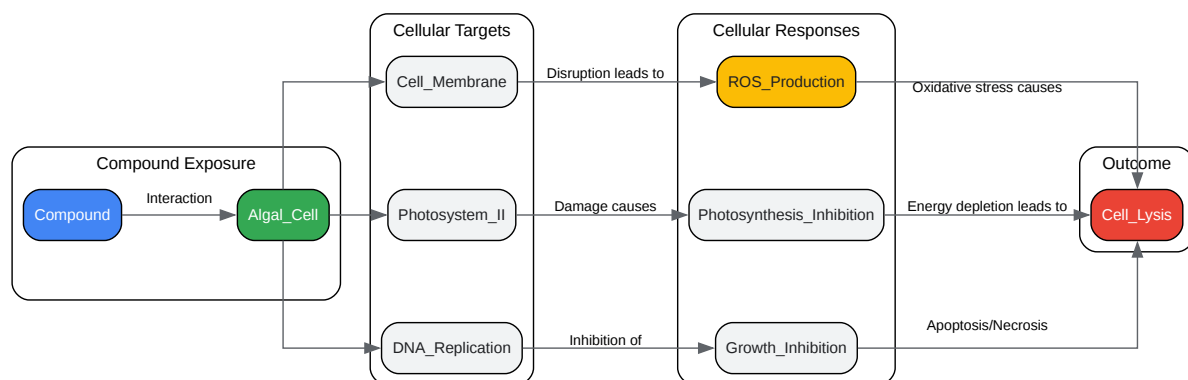 Cellular Targets
Cellular Responses
Cell_Membrane
Disruption leads to
ROS_Production
Oxidative stress causes
Compound Exposure
Outcome
Compound
Interaction
Algal_Cell
Photosystem_II
Damage causes
Photosynthesis_Inhibition
Energy depletion leads to
Cell_Lysis
DNA_Replication
Inhibition of
Growth_Inhibition
Apoptosis/Necrosis